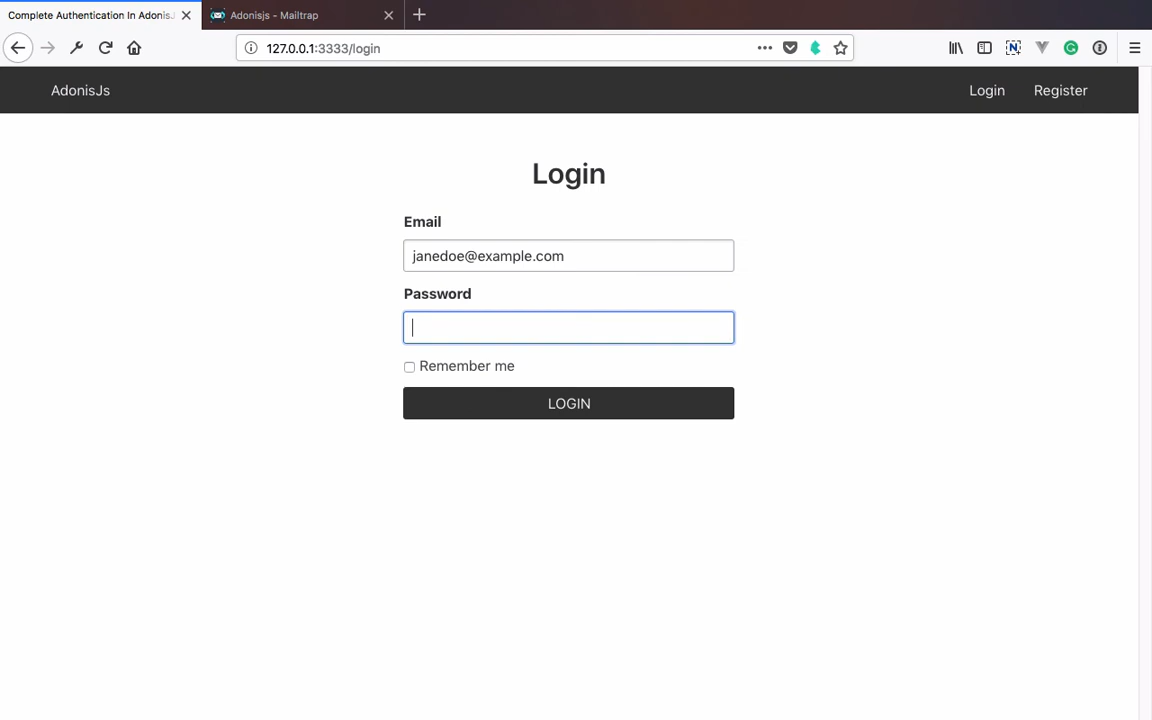 Complete Authentication In AdonisJ
Adonisjs - Mailtrap
127.0.0.1:3333/login
AdonisJs
Login
Register
Login
Email
janedoe@example.com
Password
Remember me
LOGIN